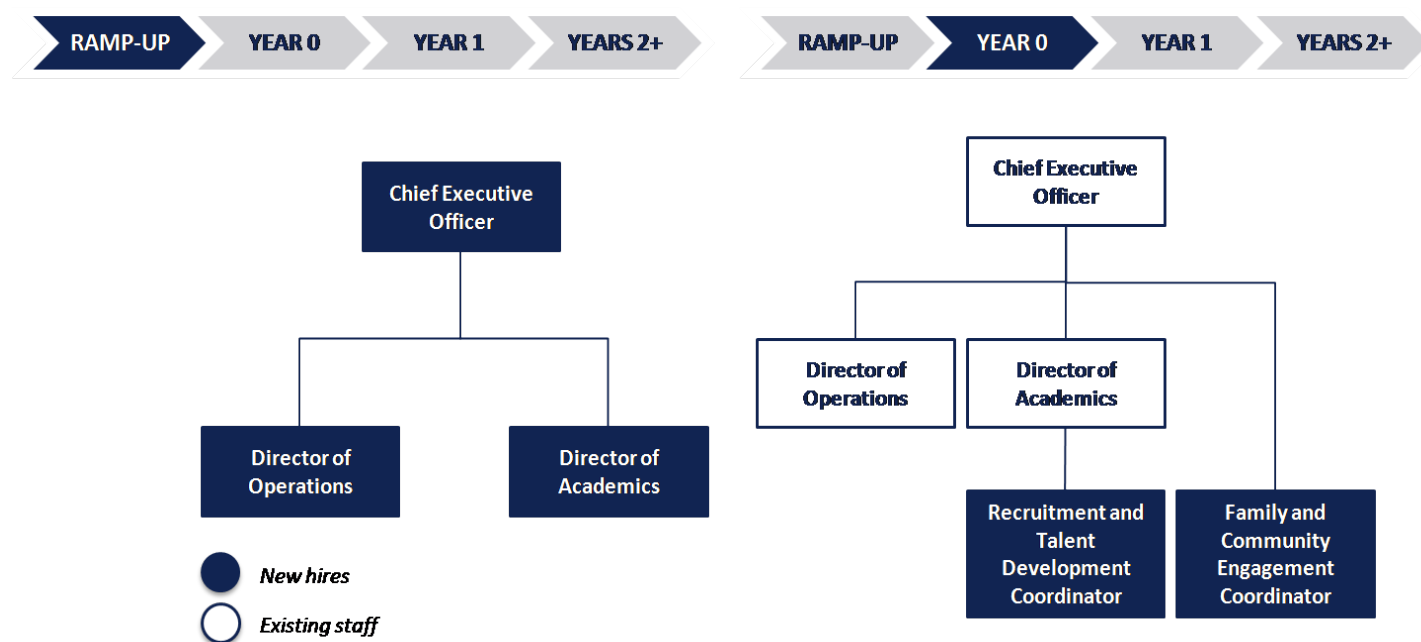 RAMP-UP
YEAR 0
YEAR 1
YEARS 2+
Chief Executive
Officer
Director of
Operations
Director of
Academics
New hires
Existing staff
RAMP-UP
YEAR 0
YEAR 1
YEARS 2+
Chief Executive
Officer
Director of
Operations
Director of
Academics
Recruitment and
Talent
Development
Coordinator
Family and
Community
Engagement
Coordinator